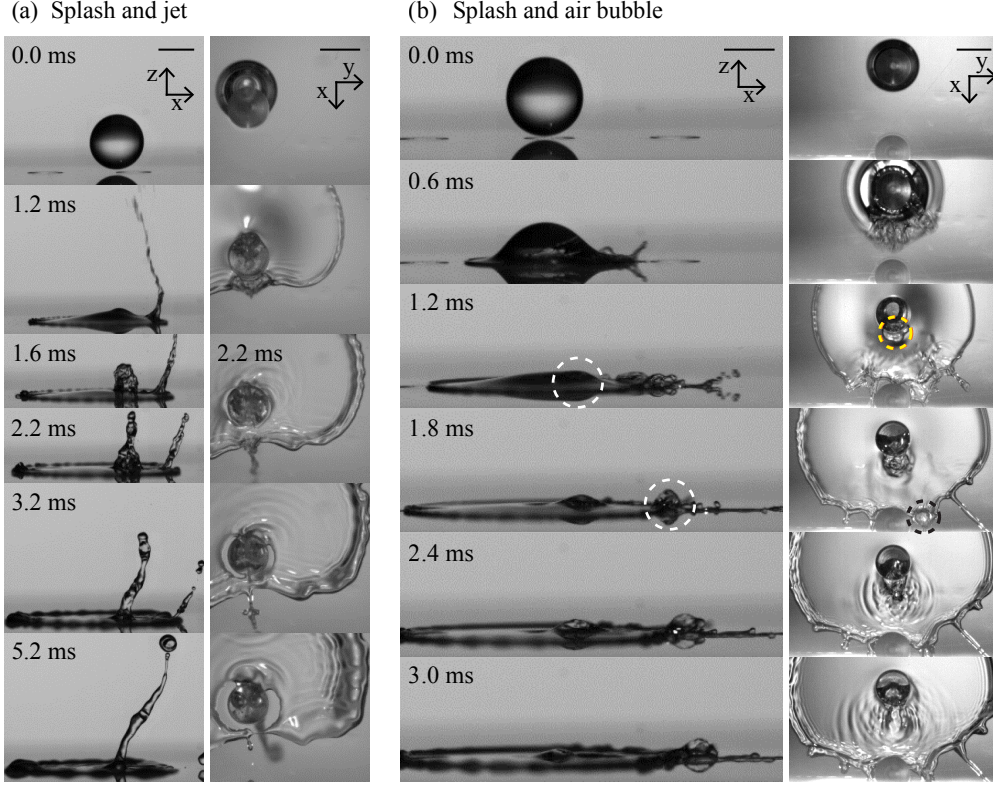 (a) Splash and jet
0.0 ms
z
x
y
x
1.2 ms
1.6 ms
2.2 ms
2.2 ms
3.2 ms
5.2 ms
(b) Splash and air bubble
0.0 ms
z
x
y
x
0.6 ms
1.2 ms
1.8 ms
2.4 ms
3.0 ms